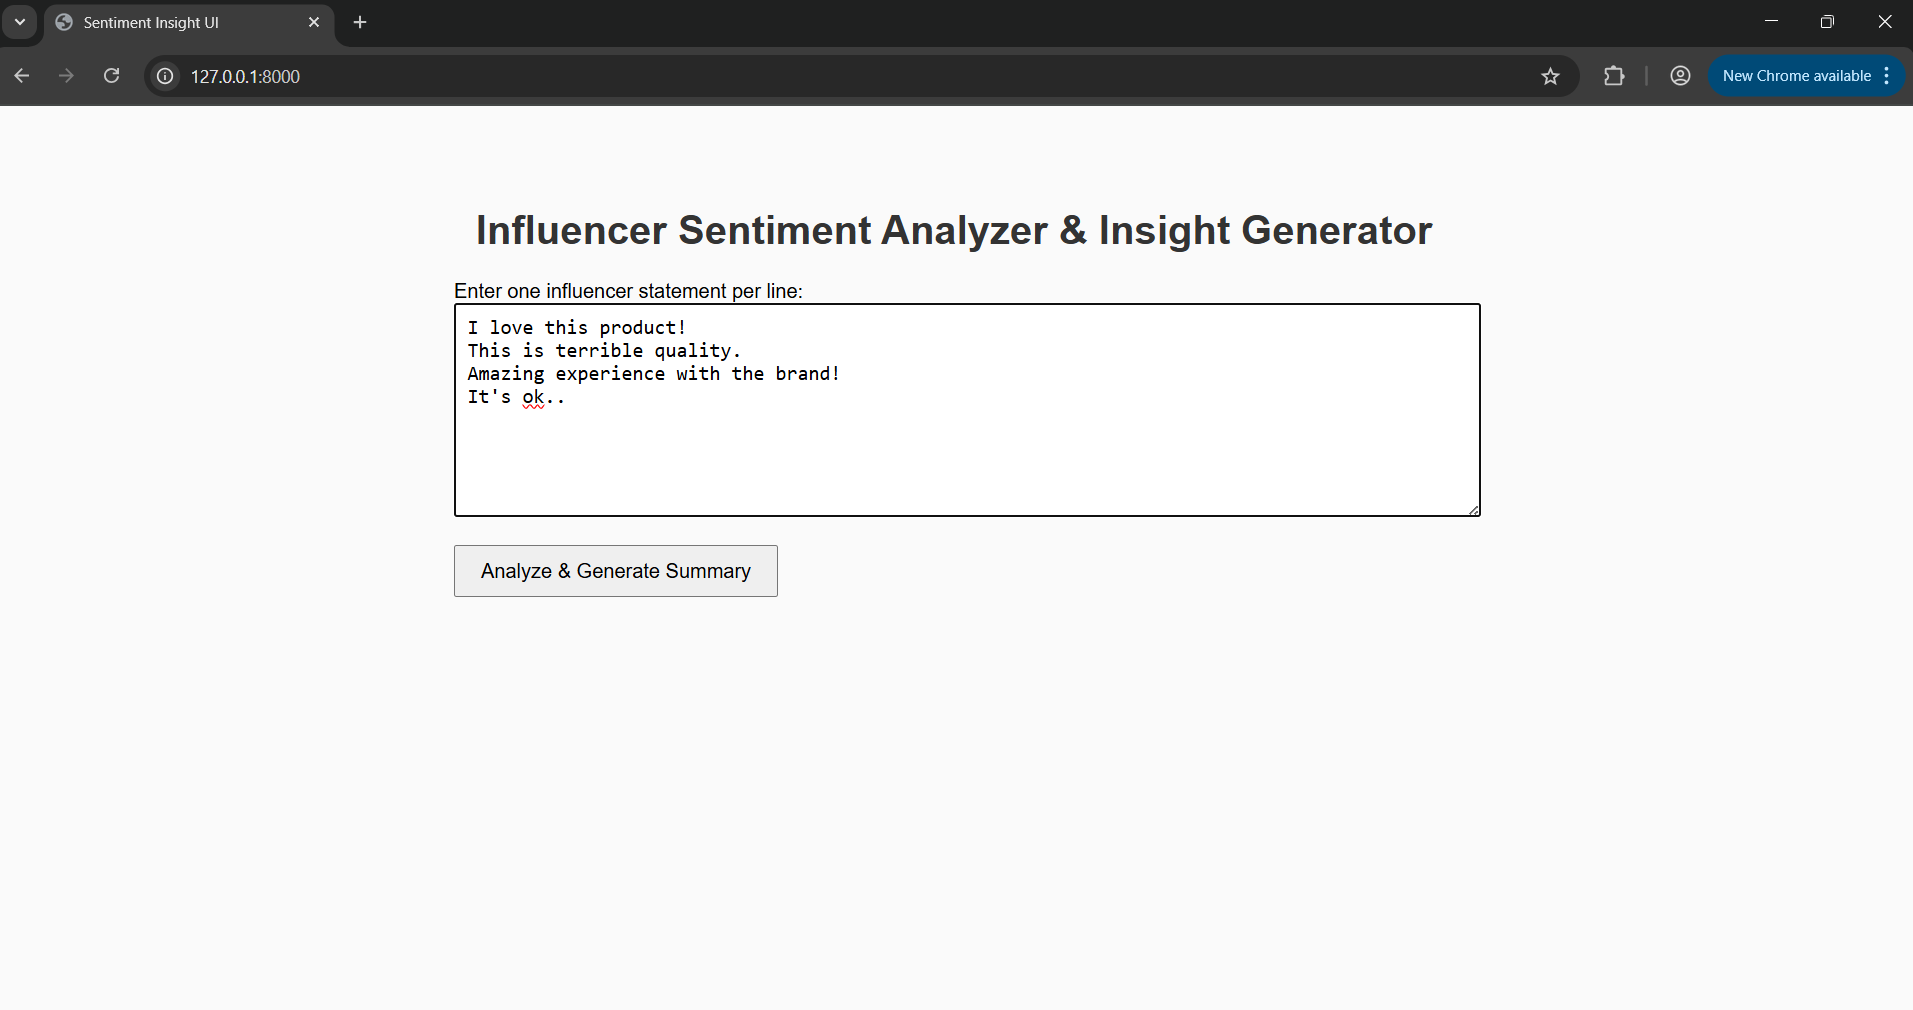 Sentiment Insight UI
127.0.0.1:8000
New Chrome available
Influencer Sentiment Analyzer & Insight Generator
Enter one influencer statement per line:
I love this product!
This is terrible quality.
Amazing experience with the brand!
It's ok..
Analyze & Generate Summary